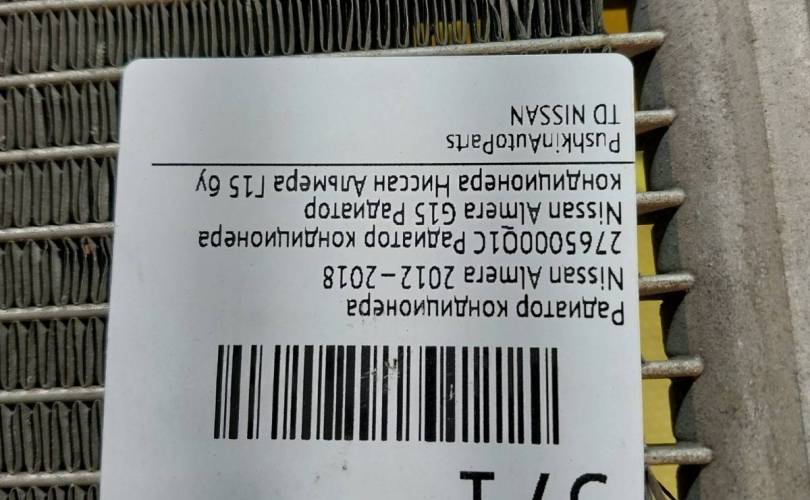 Радиатор кондиционера
Nissan Almera 2012-2018
276500Q1C Радиатор кондиционера
Nissan Almera G15 Радиатор
кондиционера Ниссан Альмера Г15 бу
PushkinAutoParts
TD NISSAN